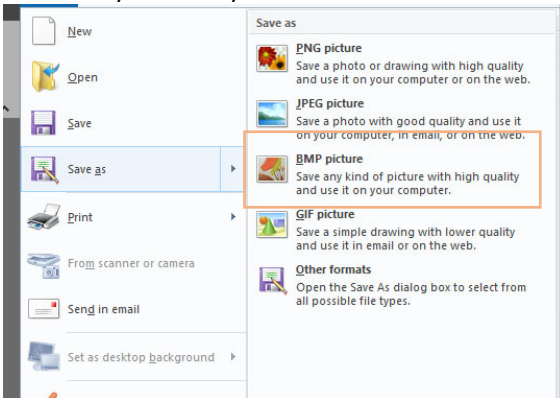 New
Open
Save
Save as
Print
From scanner or camera
Send in email
Set as desktop background
Save as
PNG picture
Save a photo or drawing with high quality
and use it on your computer or on the web.
JPEG picture
Save a photo with good quality and use it
on your computer, in email, or on the web.
BMP picture
Save any kind of picture with high quality
and use it on your computer.
GIF picture
Save a simple drawing with lower quality
and use it in email or on the web.
Other formats
Open the Save As dialog box to select from
all possible file types.